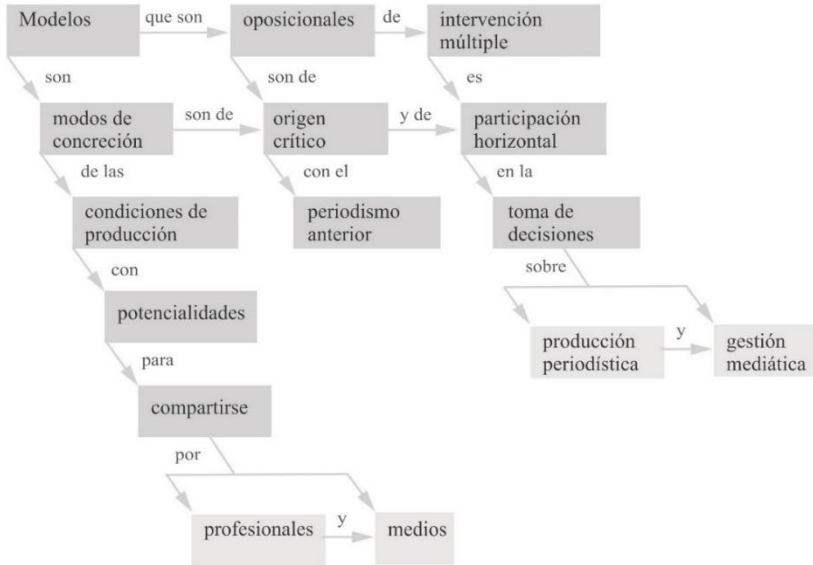 Modelos
que son
oposicionales
de
intervención
múltiple
son
son de
es
modos de
concreción
son de
origen
crítico
y de
participación
horizontal
de las
con el
en la
condiciones de
producción
periodismo
anterior
toma de
decisiones
con
sobre
potencialidades
producción
periodística
y
gestión
mediática
para
compartirse
por
profesionales
y
medios